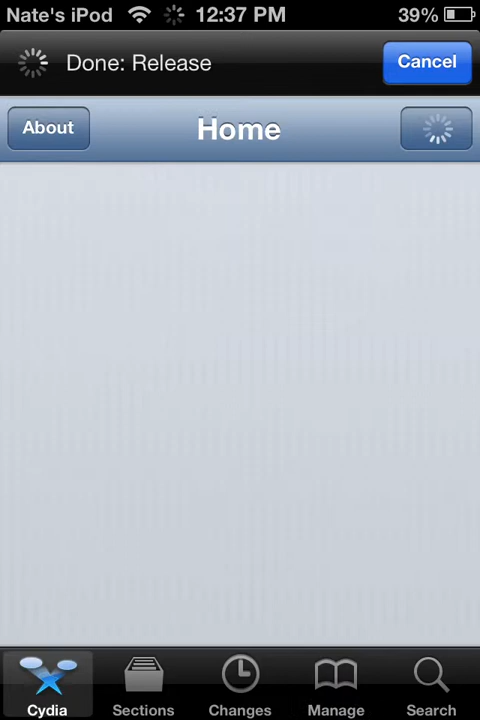 Nate's iPod 12:37 PM 39%
Done: Release Cancel
About Home
Cydia Sections Changes Manage Search